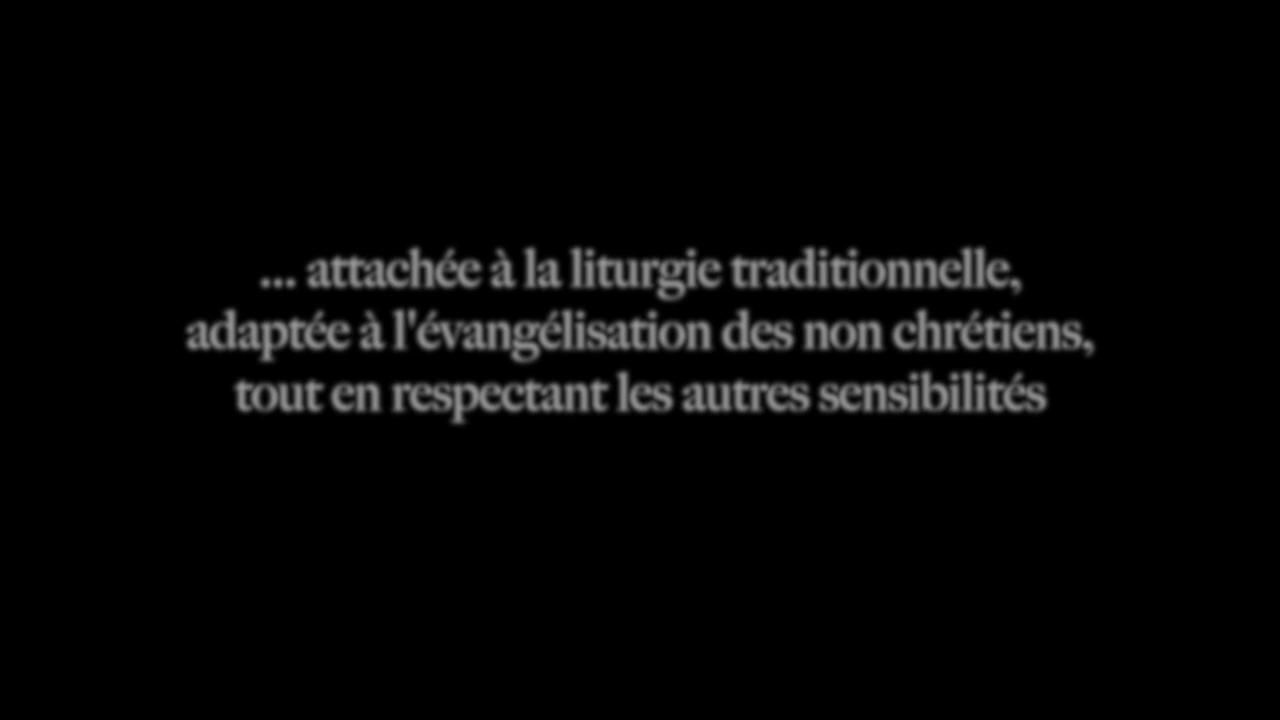 ... attachée à la liturgie traditionnelle,
adaptée à l'évangélisation des non chrétiens,
tout en respectant les autres sensibilités